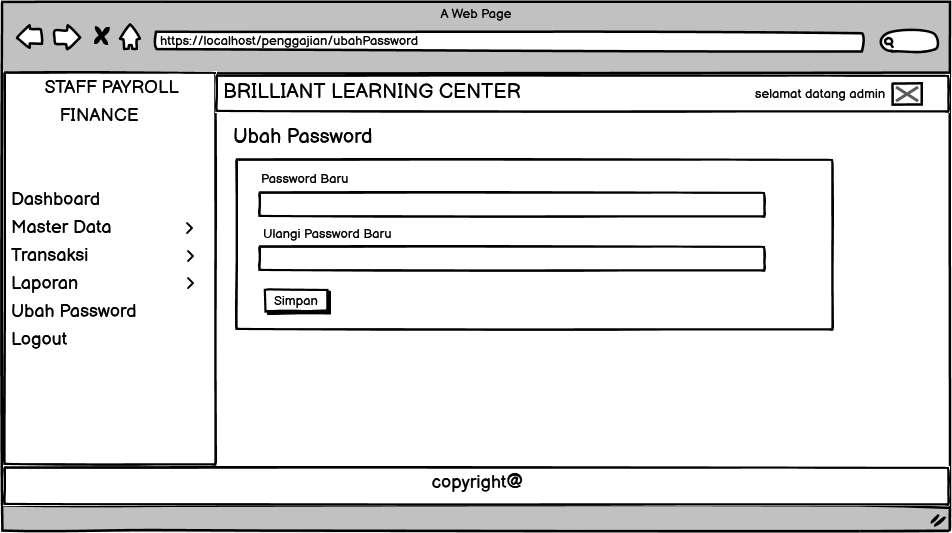 A Web Page
https://localhost/penggajian/ubahPassword
STAFF PAYROLL
FINANCE
BRILLIANT LEARNING CENTER
selamat datang admin
Dashboard
Master Data
Transaksi
Laporan
Ubah Password
Logout
Ubah Password
Password Baru
Ulangi Password Baru
Simpan
copyright@